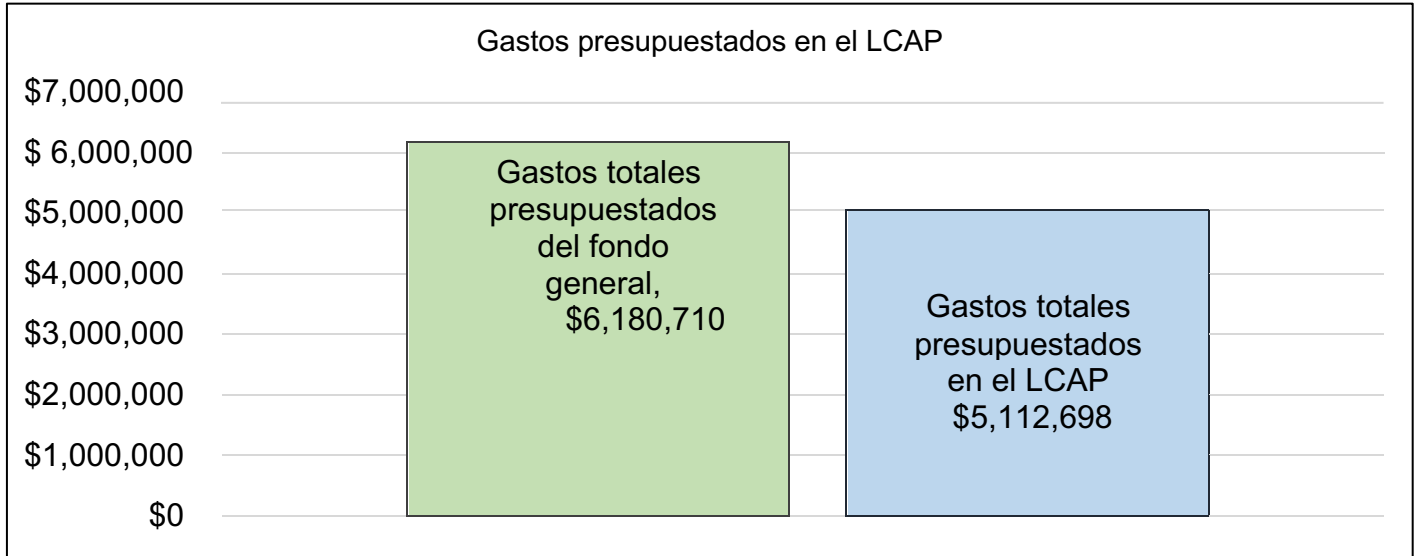 Gastos presupuestados en el LCAP
$7,000,000
$ 6,000,000
$5,000,000
$4,000,000
$3,000,000
$2,000,000
$1,000,000
$0
Gastos totales
presupuestados
del fondo
general,
$6,180,710
Gastos totales
presupuestados
en el LCAP
$5,112,698